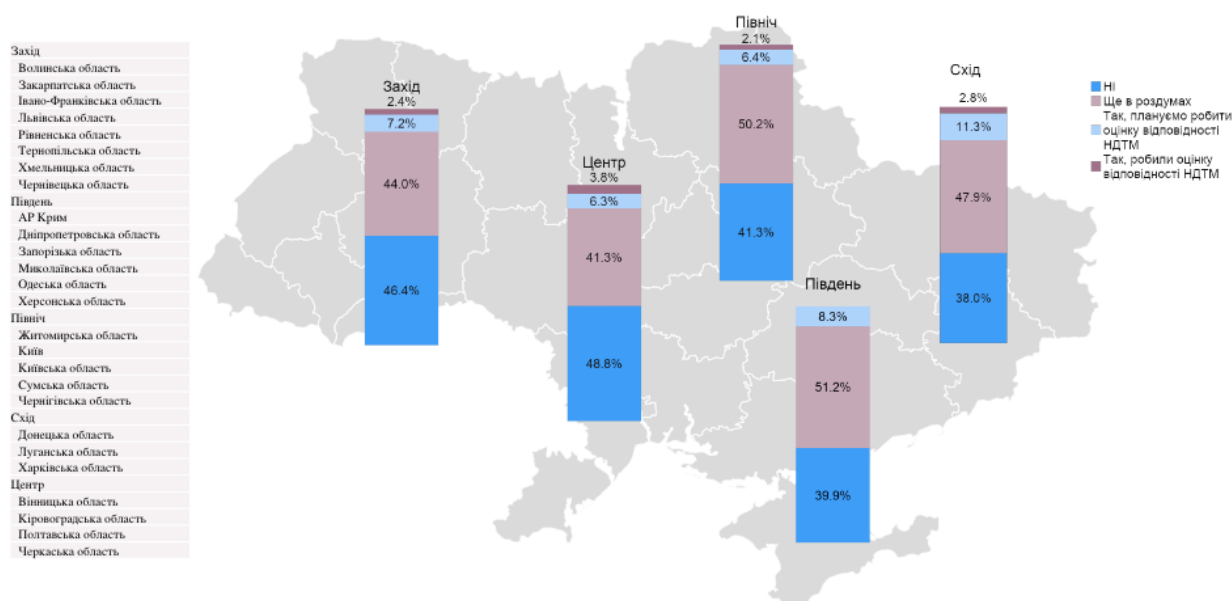 Захід
Волинська область
Закарпатська область
Івано-Франківська область
Львівська область
Рівненська область
Тернопільська область
Хмельницька область
Чернівецька область
Південь
АР Крим
Дніпропетровська область
Запорізька область
Миколаївська область
Одеська область
Херсонська область
Північ
Житомирська область
Київ
Київська область
Сумська область
Чернігівська область
Схід
Донецька область
Луганська область
Харківська область
Центр
Вінницька область
Кіровоградська область
Полтавська область
Черкаська область
Захід
2.4%
7.2%
44.0%
46.4%
Центр
3.8%
6.3%
41.3%
48.8%
Північ
2.1%
6.4%
50.2%
41.3%
Південь
8.3%
51.2%
39.9%
Схід
2.8%
11.3%
47.9%
38.0%
Ні
Ще в роздумах
Так, плануємо робити
оцінку відповідності
НДТМ
Так, робили оцінку
відповідності НДТМ